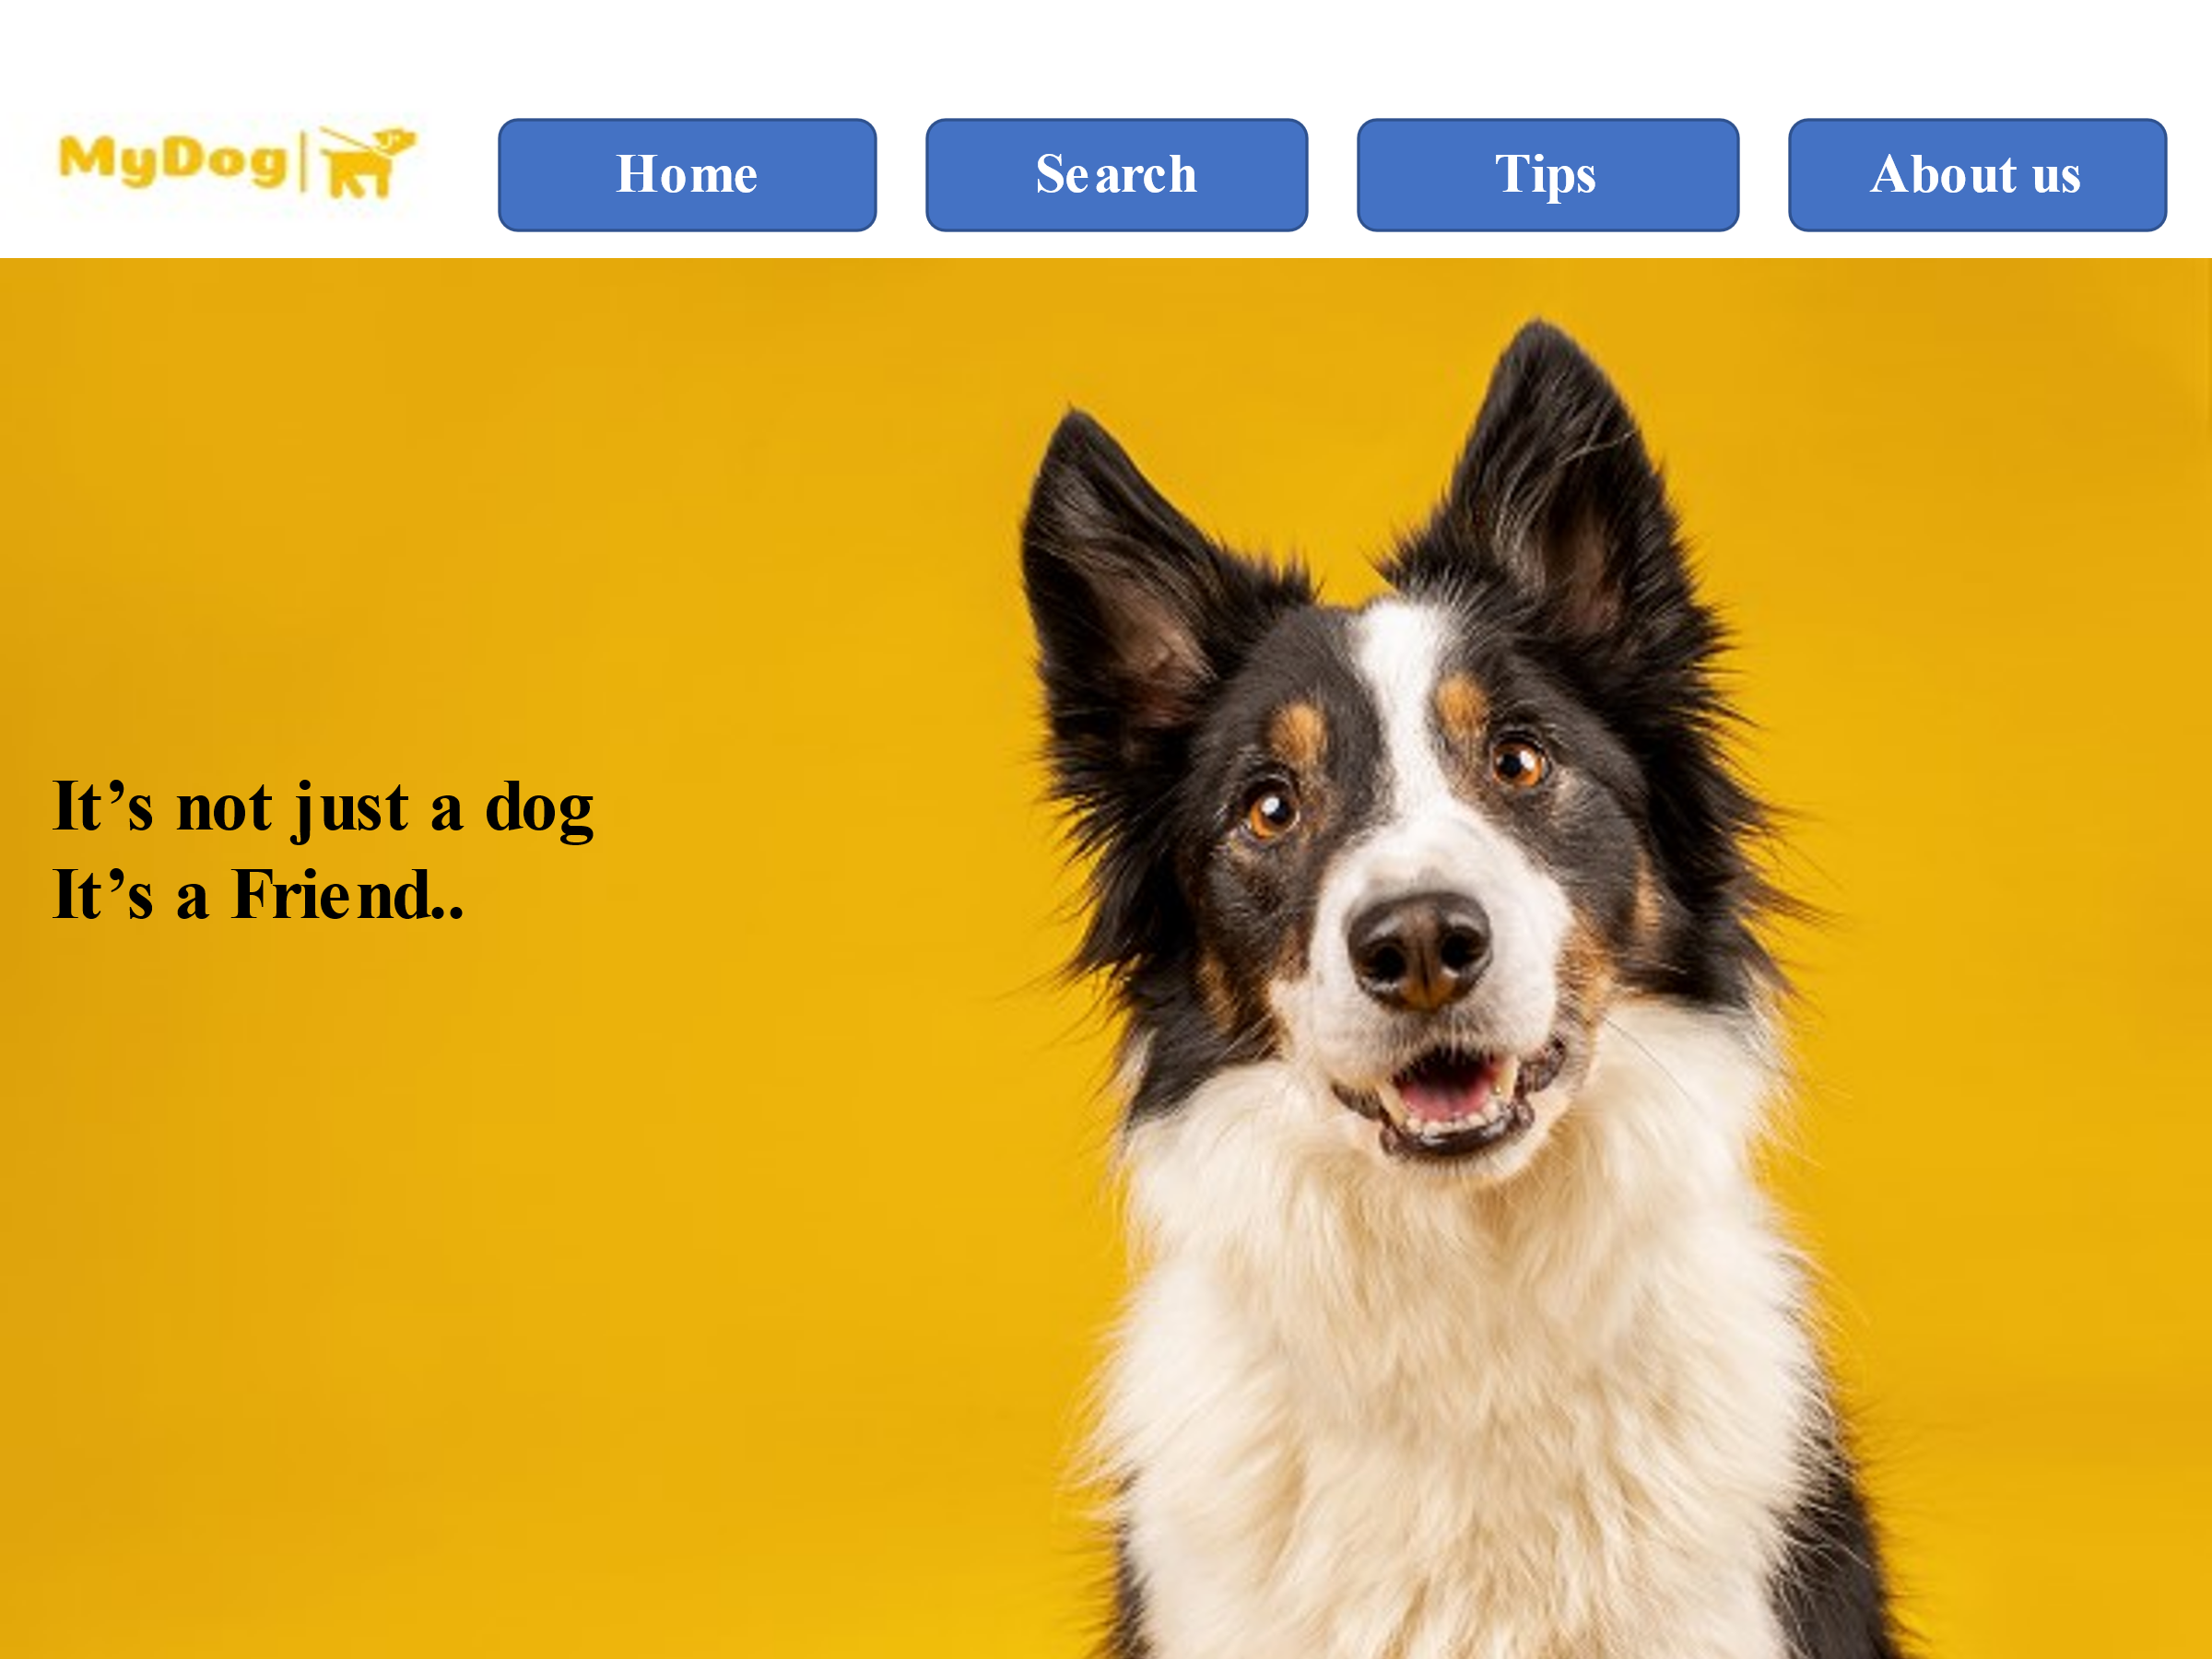 MyDog
Home
Search
Tips
About us
It’s not just a dog
It’s a Friend..